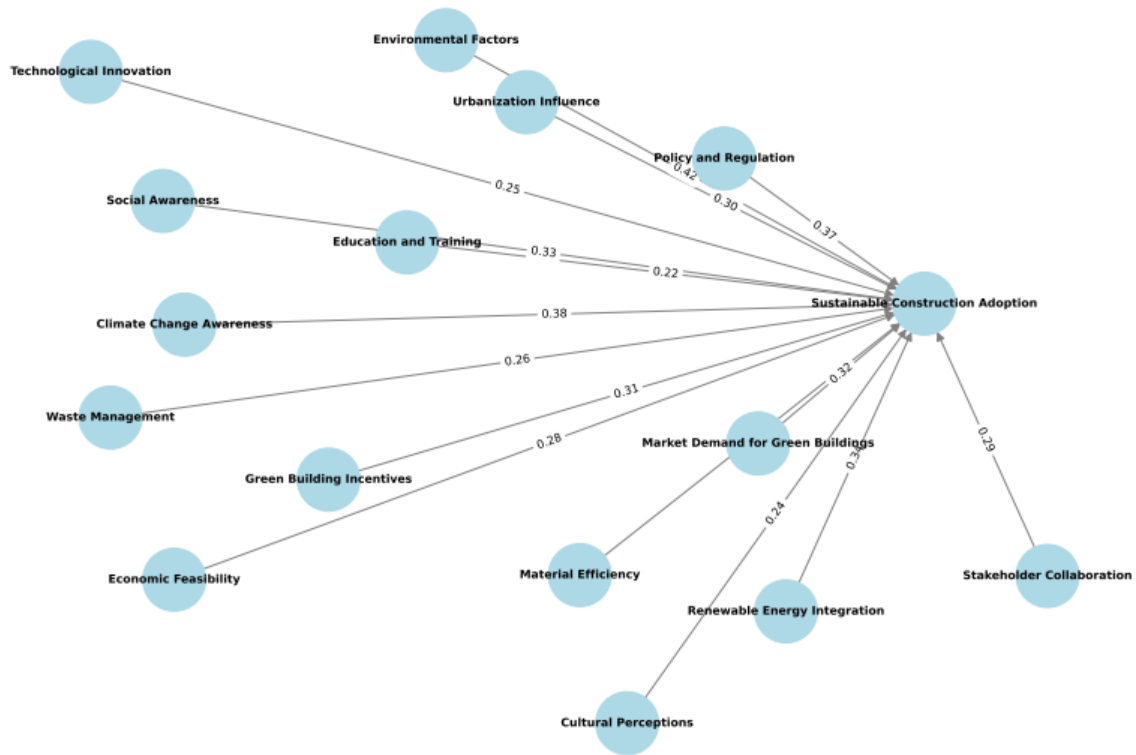 Environmental Factors
Technological Innovation
Urbanization Influence
Policy and Regulation
0.42
0.25
0.30
Social Awareness
0.37
Education and Training
0.33
0.22
Sustainable Construction Adoption
0.38
Climate Change Awareness
0.26
0.32
0.31
Waste Management
0.28
Market Demand for Green Buildings
0.29
0.34
Green Building Incentives
0.24
Material Efficiency
Stakeholder Collaboration
Economic Feasibility
Renewable Energy Integration
Cultural Perceptions